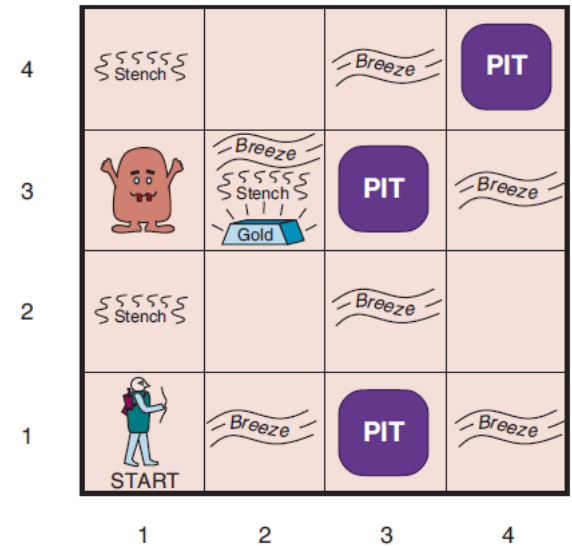 4 Stench Breeze PIT
3 Breeze PIT Breeze
Stench
Gold
2 Stench Breeze
1 Breeze PIT Breeze
START
1 2 3 4